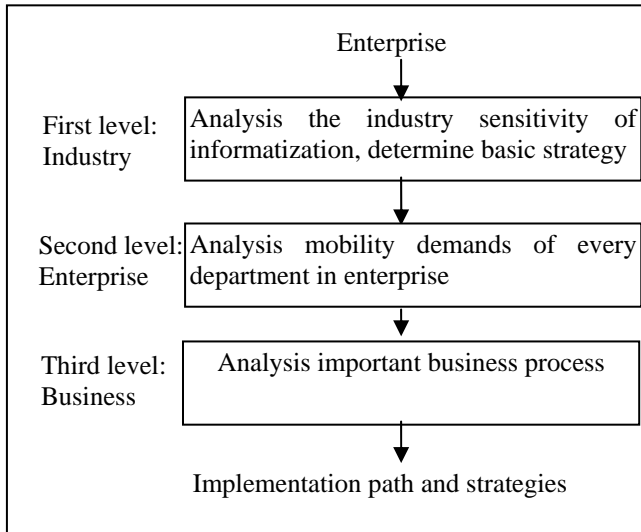 Enterprise
First level:
Industry
Analysis the industry sensitivity of
informatization, determine basic strategy
Second level:
Enterprise
Analysis mobility demands of every
department in enterprise
Third level:
Business
Analysis important business process
Implementation path and strategies